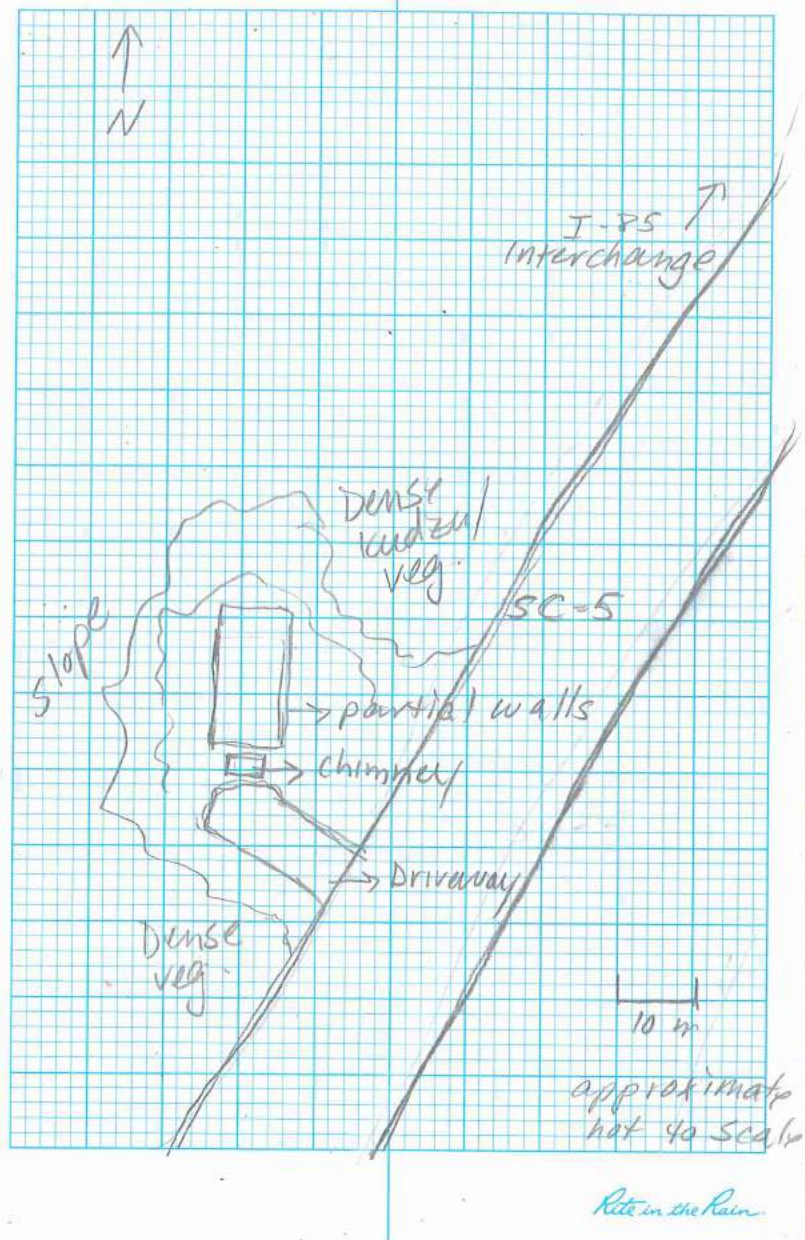 N
I-85
Interchange
Dense
kudzu/
veg.
SC-5
slope
partial walls
chimney
Driveway
Dense
veg.
10 m
approximate
not to scale
Rite in the Rain